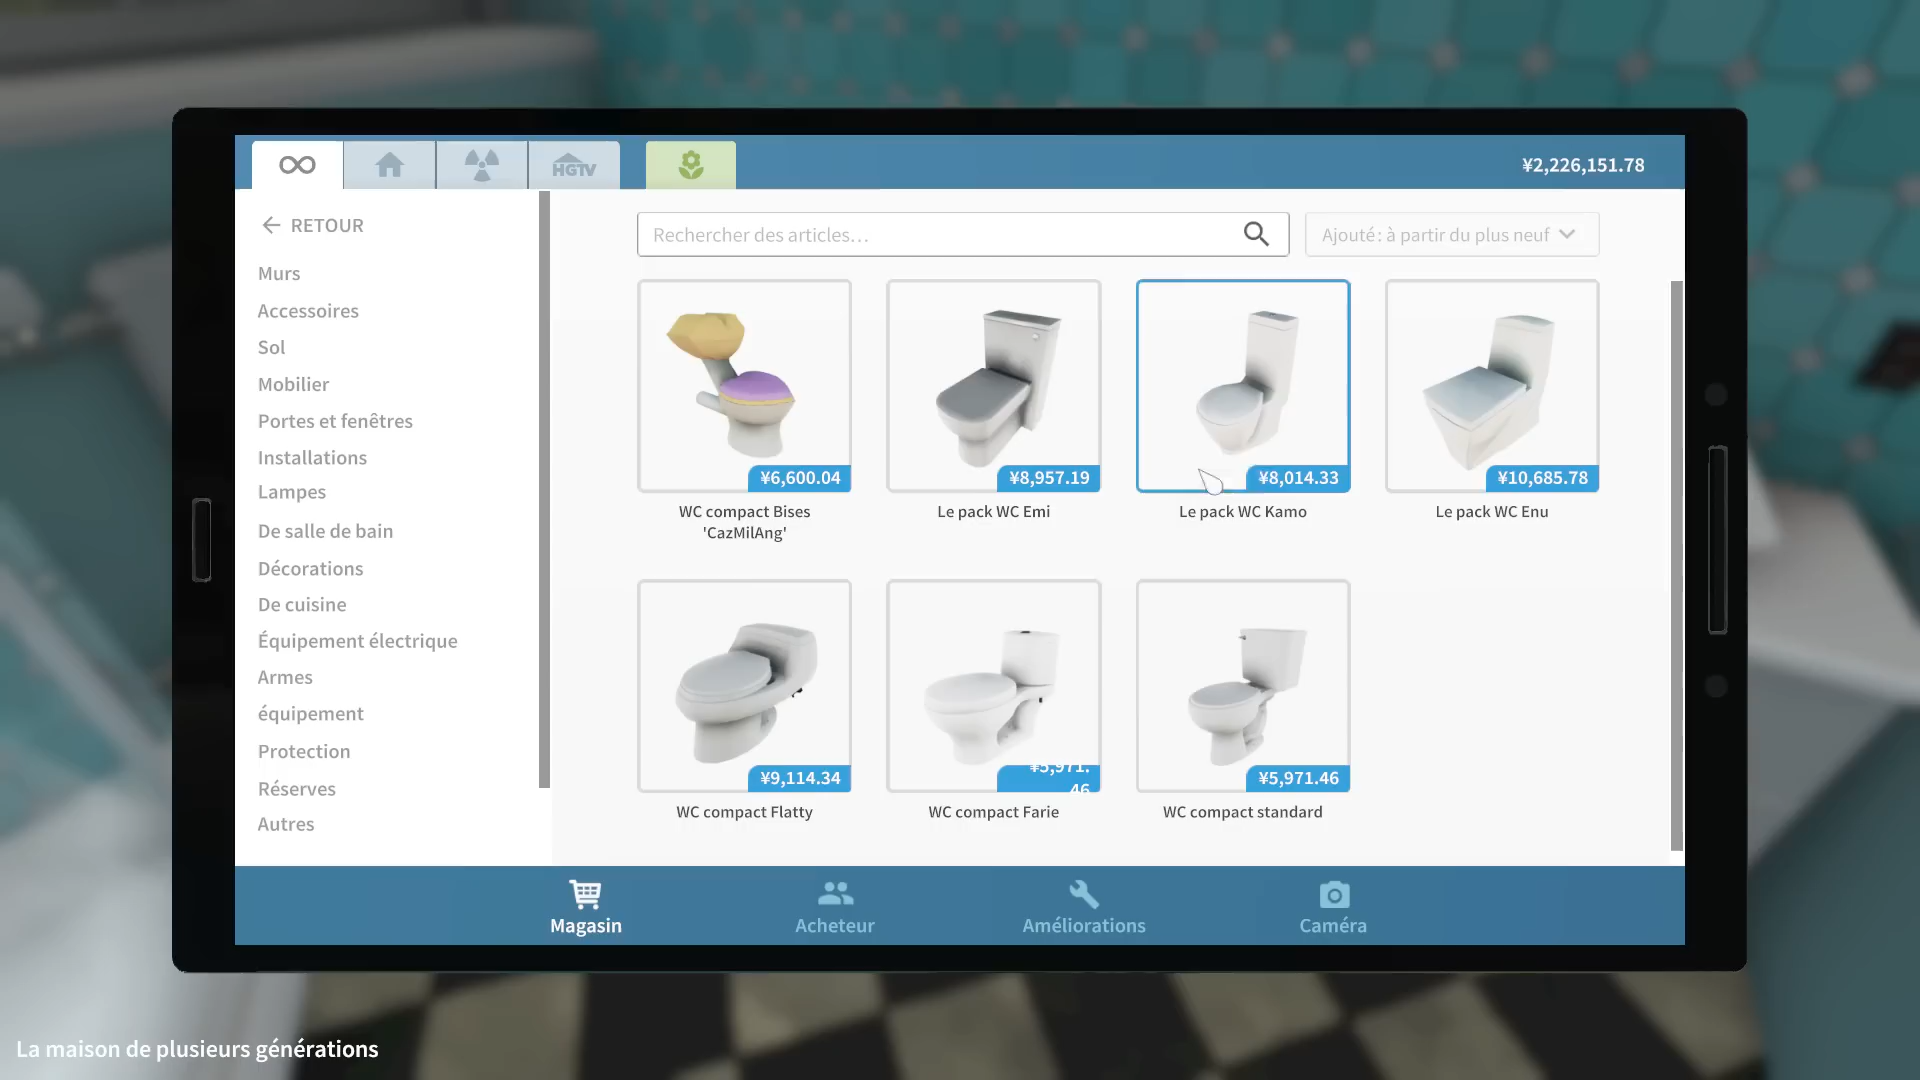 HGTV
¥2,226,151.78
RETOUR
Rechercher des articles...
Ajouté : à partir du plus neuf
Murs
Accessoires
Sol
Mobilier
Portes et fenêtres
Installations
Lampes
De salle de bain
Décorations
De cuisine
Équipement électrique
Armes
équipement
Protection
Réserves
Autres
¥6,600.04
WC compact Bises
'CazMilAng'
¥8,957.19
Le pack WC Emi
¥8,014.33
Le pack WC Kamo
¥10,685.78
Le pack WC Enu
¥9,114.34
WC compact Flatty
¥5,971.
46
WC compact Farie
¥5,971.46
WC compact standard
Magasin
Acheteur
Améliorations
Caméra
La maison de plusieurs générations